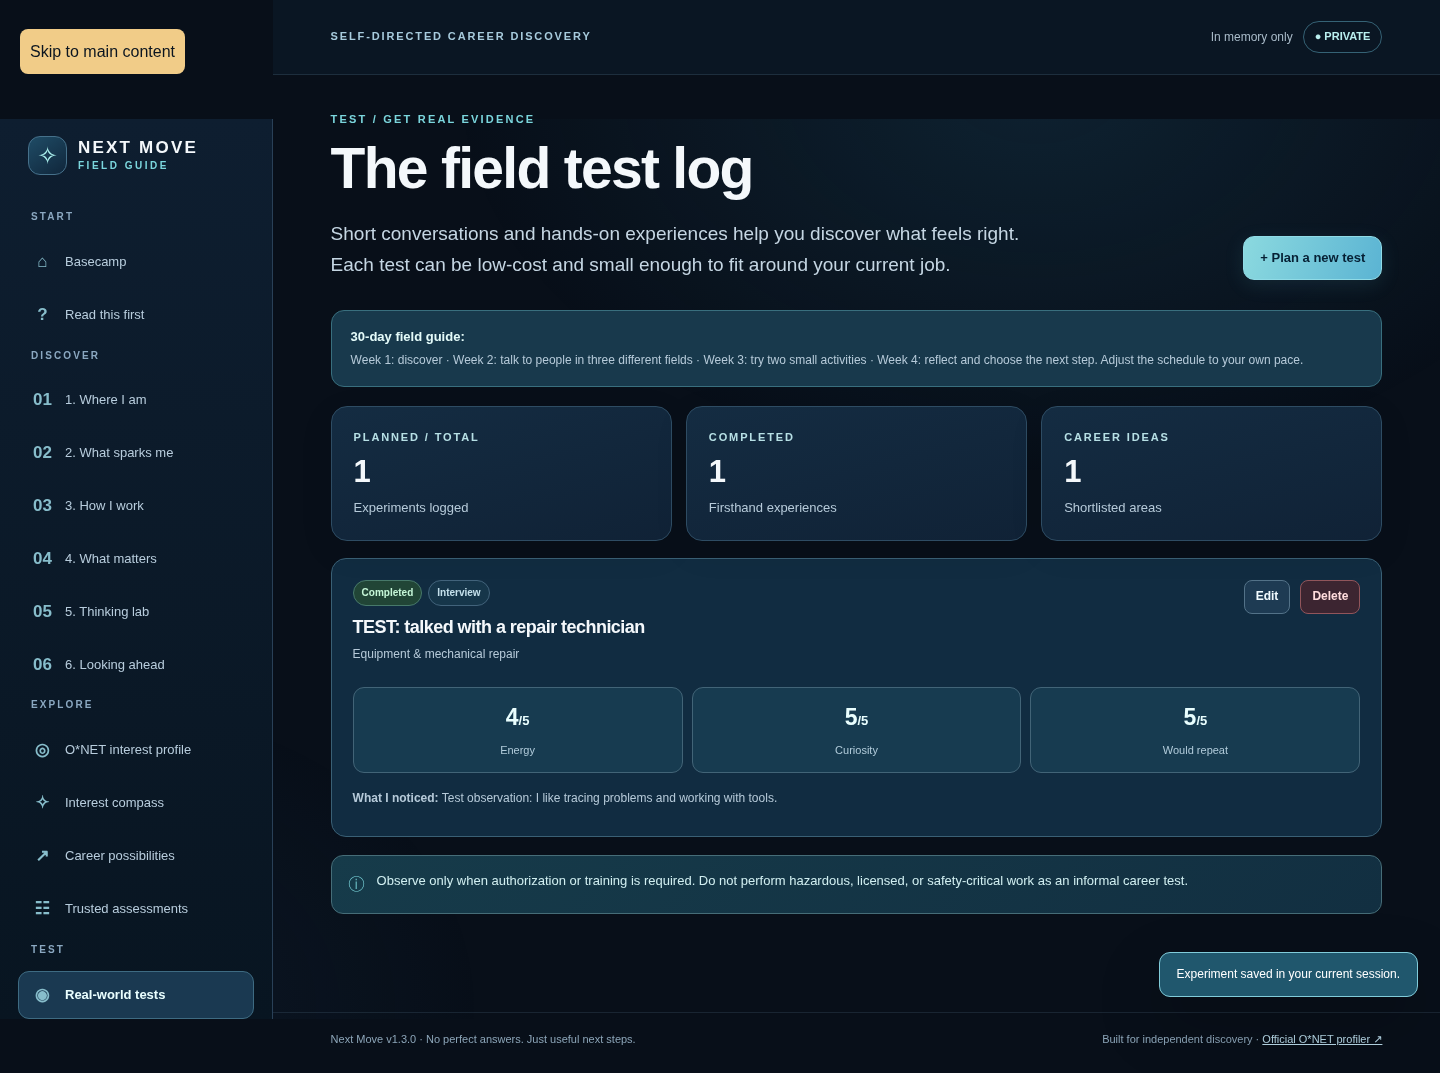 Skip to main content
SELF-DIRECTED CAREER DISCOVERY
In memory only
● PRIVATE
NEXT MOVE
FIELD GUIDE
START
Basecamp
? Read this first
DISCOVER
01 1. Where I am
02 2. What sparks me
03 3. How I work
04 4. What matters
05 5. Thinking lab
06 6. Looking ahead
EXPLORE
O*NET interest profile
Interest compass
↗ Career possibilities
Trusted assessments
TEST
Real-world tests
TEST / GET REAL EVIDENCE
The field test log
Short conversations and hands-on experiences help you discover what feels right.
Each test can be low-cost and small enough to fit around your current job.
+ Plan a new test
30-day field guide:
Week 1: discover · Week 2: talk to people in three different fields · Week 3: try two small activities · Week 4: reflect and choose the next step. Adjust the schedule to your own pace.
PLANNED / TOTAL
1
Experiments logged
COMPLETED
1
Firsthand experiences
CAREER IDEAS
1
Shortlisted areas
Completed
Interview
Edit
Delete
TEST: talked with a repair technician
Equipment & mechanical repair
4/5
Energy
5/5
Curiosity
5/5
Would repeat
What I noticed: Test observation: I like tracing problems and working with tools.
ⓘ Observe only when authorization or training is required. Do not perform hazardous, licensed, or safety-critical work as an informal career test.
Experiment saved in your current session.
Next Move v1.3.0 · No perfect answers. Just useful next steps.
Built for independent discovery · Official O*NET profiler ↗